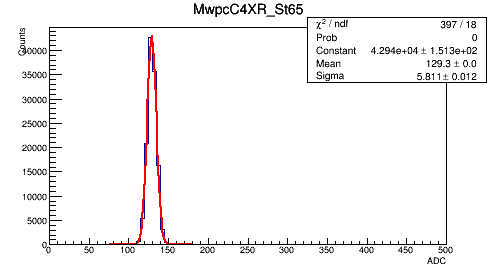 MwpcC4XR_St65
χ² / ndf 397 / 18
Prob 0
Constant 4.294e+04 ± 1.513e+02
Mean 129.3 ± 0.0
Sigma 5.811 ± 0.012
Counts
40000
35000
30000
25000
20000
15000
10000
5000
0
0 50 100 150 200 250 300 350 400 450 500
ADC